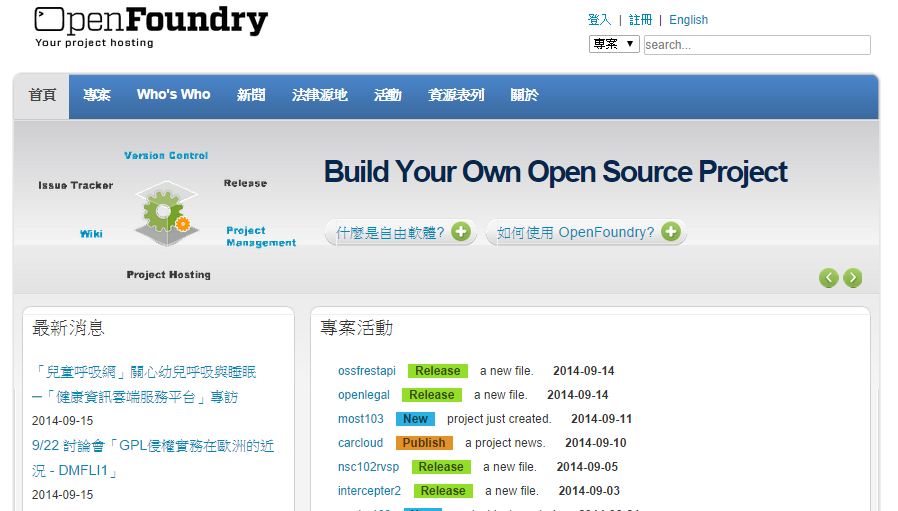 OpenFoundry
Your project hosting
登入 | 註冊 | English
專案 ▼ search...
首頁 專案 Who's Who 新聞 法律源地 活動 資源表列 關於
Version Control
Issue Tracker
Release
Wiki
Project
Management
Project Hosting
Build Your Own Open Source Project
什麼是自由軟體?
如何使用 OpenFoundry?
最新消息
「兒童呼吸網」關心幼兒呼吸與睡眠
─「健康資訊雲端服務平台」專訪
2014-09-15
9/22 討論會「GPL侵權實務在歐洲的近
況 - DMFLI1」
2014-09-15
專案活動
ossfrestapi Release a new file. 2014-09-14
openlegal Release a new file. 2014-09-14
most103 New project just created. 2014-09-11
carcloud Publish a project news. 2014-09-10
nsc102rvsp Release a new file. 2014-09-05
intercepter2 Release a new file. 2014-09-03